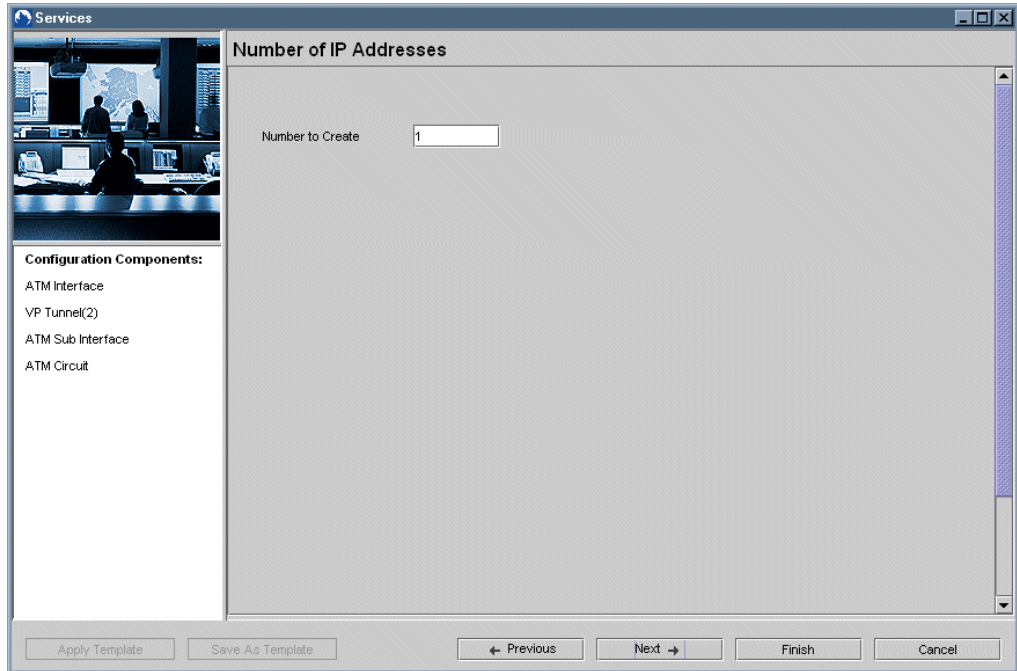 Services
Number of IP Addresses
Number to Create 1
Configuration Components:
ATM Interface
VP Tunnel(2)
ATM Sub Interface
ATM Circuit
Apply Template Save As Template Previous Next Finish Cancel